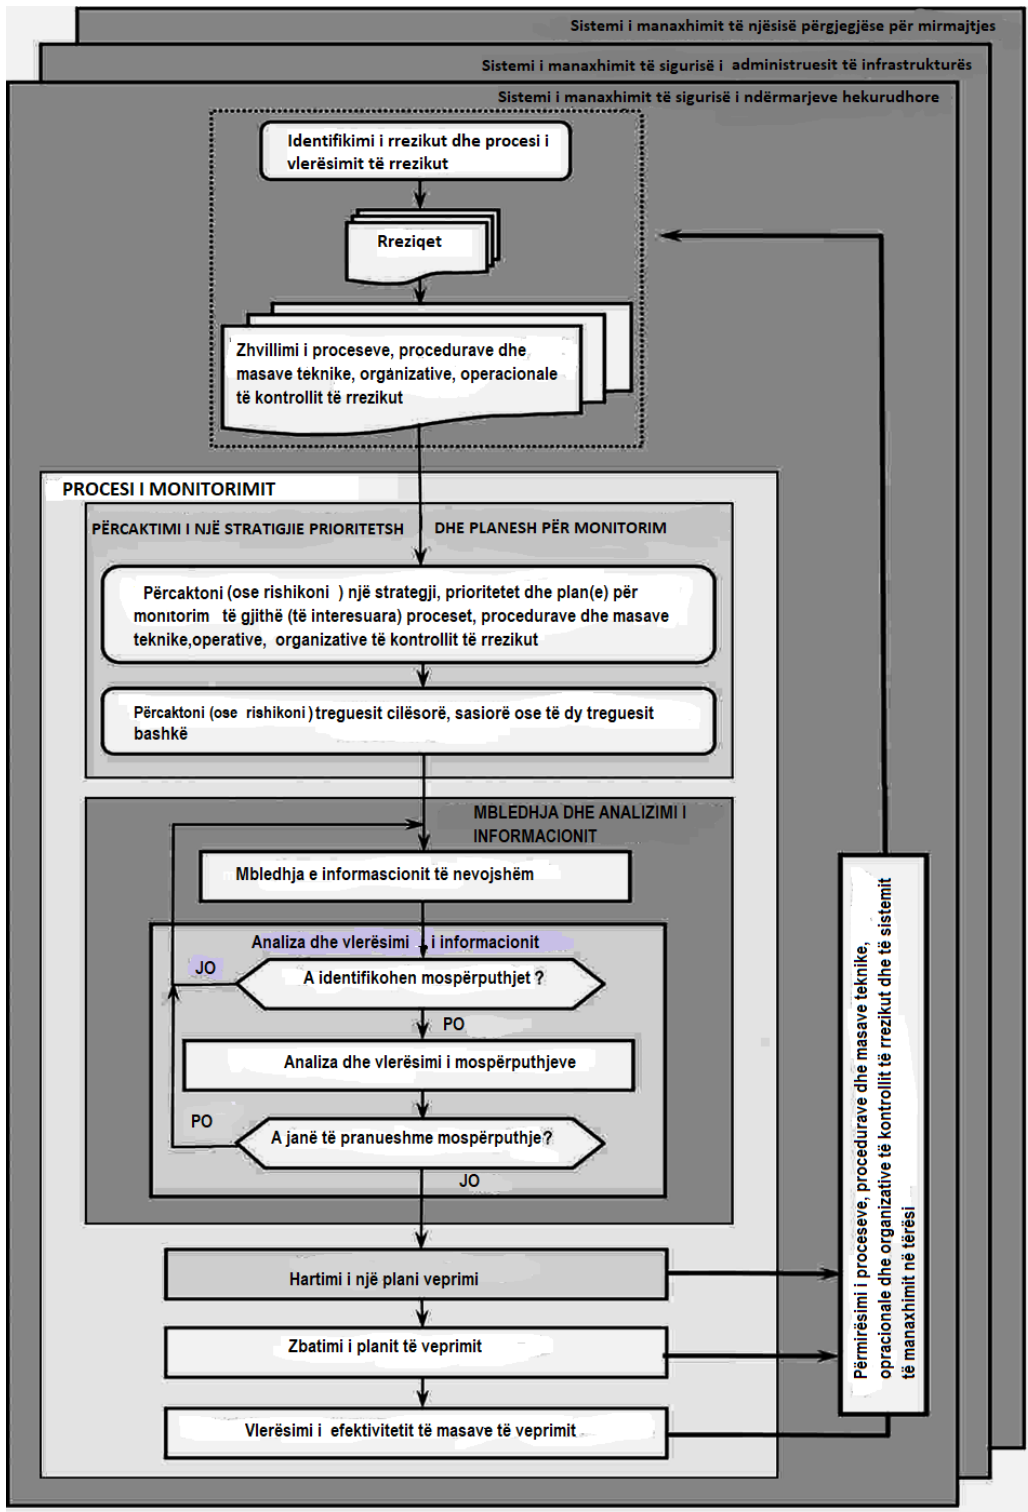 Sistemi i manaxhimit të njësisë përgjegjëse për mirmajtjes
Sistemi i manaxhimit të sigurisë i administruesit të infrastrukturës
Sistemi i manaxhimit të sigurisë i ndërmarjeve hekurudhore
Identifikimi i rrezikut dhe procesi i
vlerësimit të rrezikut
Rreziqet
Zhvillimi i proceseve, procedurave dhe
masave teknike, organizative, operacionale
të kontrollit të rrezikut
PROCESI I MONITORIMIT
PËRCAKTIMI I NJË STRATIGJIE PRIORITETSH DHE PLANESH PËR MONITORIM
Përcaktoni (ose rishikoni ) një strategji, prioritetet dhe plan(e) për
monitorim të gjithë (të interesuara) proceset, procedurave dhe masave
teknike,operative, organizative të kontrollit të rrezikut
Përcaktoni (ose rishikoni) treguesit cilësorë, sasiorë ose të dy treguesit
bashkë
MBLEDHJA DHE ANALIZIMI I
INFORMACIONIT
Mbledhja e informascionit të nevojshëm
Analiza dhe vlerësimi i informacionit
JO
A identifikohen mospërputhjet ?
PO
Analiza dhe vlerësimi i mospërputhjeve
PO
A janë të pranueshme mospërputhje?
JO
Hartimi i një plani veprimi
Zbatimi i planit të veprimit
Vlerësimi i efektivitetit të masave të veprimit
Përmirësimi i proceseve, procedurave dhe masave teknike,
opracionale dhe organizative të kontrollit të rrezikut dhe të sistemit
të manaxhimit në tërësi